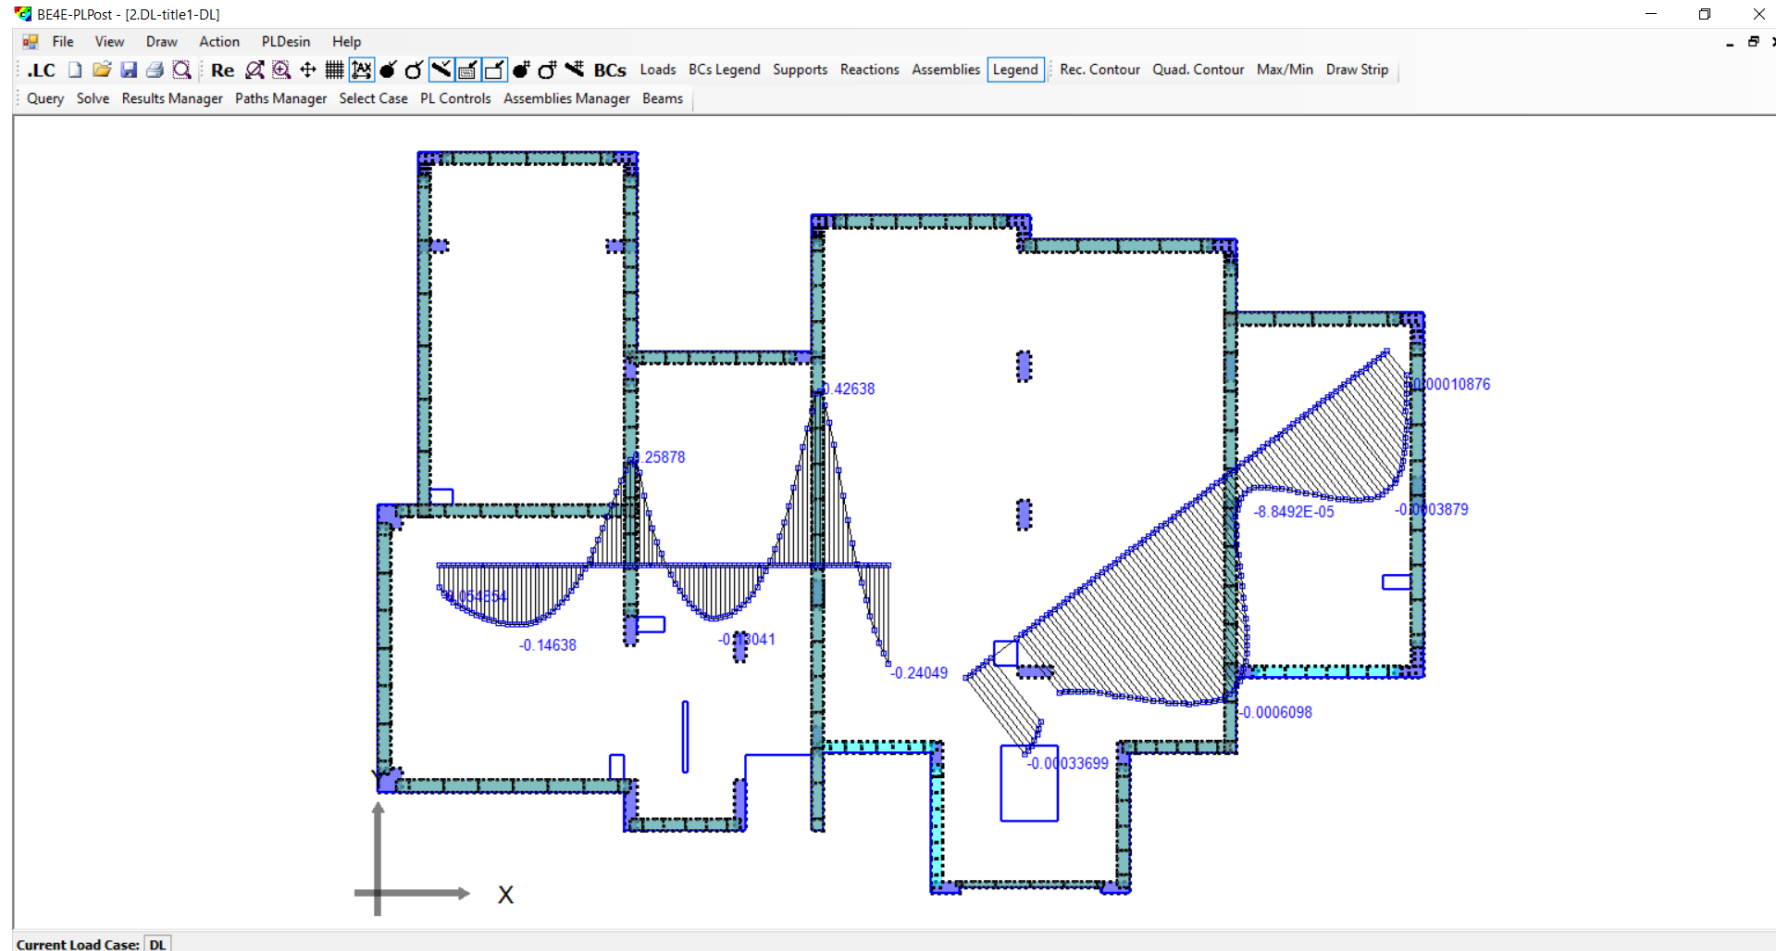 BE4E-PLPost - [2.DL-title1-DL]
File View Draw Action PLDesin Help
.LC Re BCs Loads BCs Legend Supports Reactions Assemblies Legend Rec. Contour Quad. Contour Max/Min Draw Strip
Query Solve Results Manager Paths Manager Select Case PL Controls Assemblies Manager Beams
0.42638
0.00010876
0.25878
-0.0003879
-8.8492E-05
-0.14638
-0.24049
-0.0006098
-0.00033699
Y
X
Current Load Case: DL